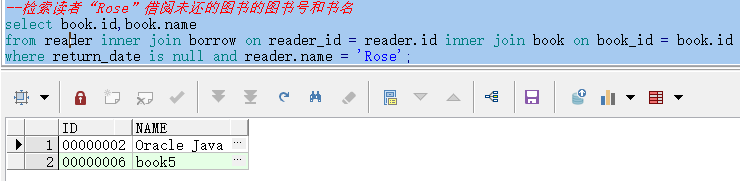 --检索读者“Rose”借阅未还的图书的图书号和书名
select book.id,book.name
from reader inner join borrow on reader_id = reader.id inner join book on book_id = book.id
where return_date is null and reader.name = 'Rose';
ID NAME
1 00000002 Oracle Java ...
2 00000006 book5 ...